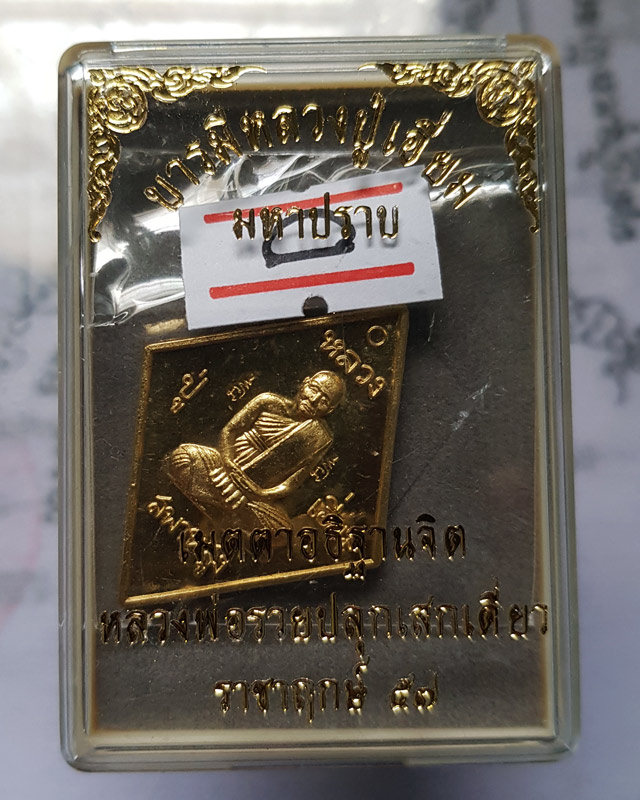 บารมีหลวงปู่เอี่ยม
มหาปราบ
หลวง
เมตตาอธิฐานจิต
หลวงพ่อรวยปลุกเสกเดี่ยว
ราชาฤกษ์ ๕๗